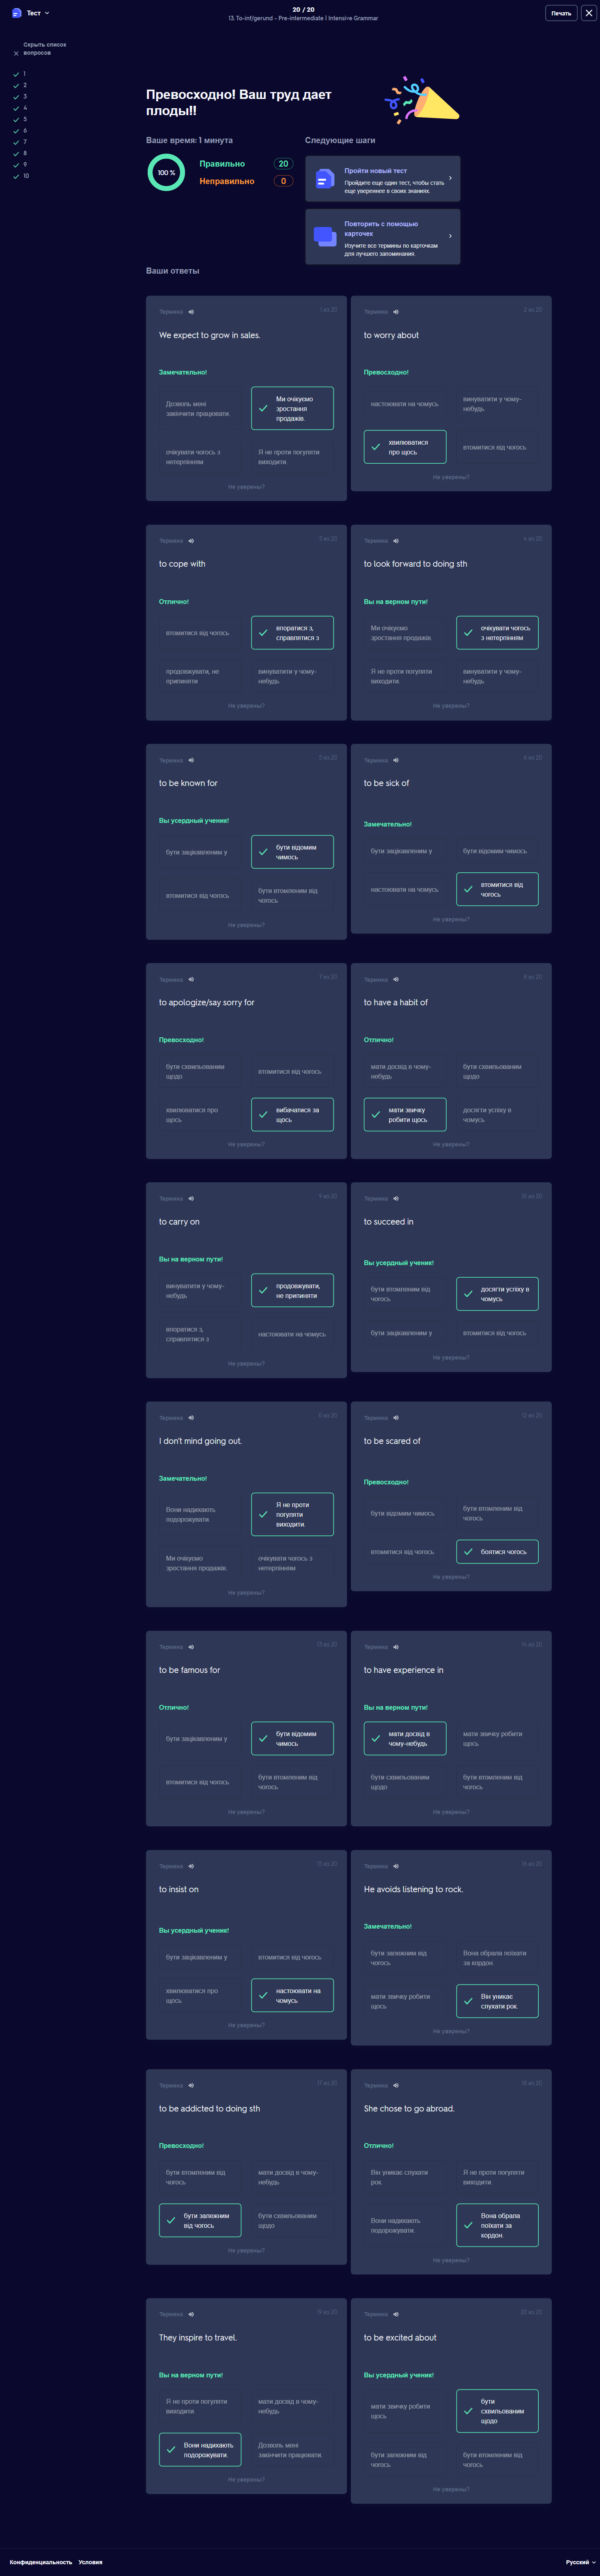 Тест
20 / 20
13. To-inf/gerund - Pre-intermediate | Intensive Grammar
Печать
Скрыть список
вопросов
1
2
3
4
5
6
7
8
9
10
Превосходно! Ваш труд дает
плоды!!
Ваше время: 1 минута
100 %
Правильно
20
Неправильно
0
Следующие шаги
Пройти новый тест
Пройдите еще один тест, чтобы стать
еще увереннее в своих знаниях.
Повторить с помощью
карточек
Изучите все термины по карточкам
для лучшего запоминания.
Ваши ответы
Термина
1 из 20
We expect to grow in sales.
Замечательно!
Дозволь мені
закінчити працювати.
Ми очікуємо
зростання
продажів.
очікувати чогось з
нетерпінням
Я не проти погуляти
виходити.
Не уверены?
Термина
2 из 20
to worry about
Превосходно!
настоювати на чомусь
винуватити у чому-
небудь
хвилюватися
про щось
втомитися від чогось
Не уверены?
Термина
3 из 20
to cope with
Отлично!
втомитися від чогось
впоратися з,
справлятися з
продовжувати, не
припиняти
винуватити у чому-
небудь
Не уверены?
Термина
4 из 20
to look forward to doing sth
Вы на верном пути!
Ми очікуємо
зростання продажів.
очікувати чогось
з нетерпінням
Я не проти погуляти
виходити.
винуватити у чому-
небудь
Не уверены?
Термина
5 из 20
to be known for
Вы усердный ученик!
бути зацікавленим у
бути відомим
чимось
втомитися від чогось
бути втомленим від
чогось
Не уверены?
Термина
6 из 20
to be sick of
Замечательно!
бути зацікавленим у
бути відомим чимось
настоювати на чомусь
втомитися від
чогось
Не уверены?
Термина
7 из 20
to apologize/say sorry for
Превосходно!
бути схвильованим
щодо
втомитися від чогось
хвилюватися про
щось
вибачатися за
щось
Не уверены?
Термина
8 из 20
to have a habit of
Отлично!
мати досвід в чому-
небудь
бути схвильованим
щодо
мати звичку
робити щось
досягти успіху в
чомусь
Не уверены?
Термина
9 из 20
to carry on
Вы на верном пути!
винуватити у чому-
небудь
продовжувати,
не припиняти
впоратися з,
справлятися з
настоювати на чомусь
Не уверены?
Термина
10 из 20
to succeed in
Вы усердный ученик!
бути втомленим від
чогось
досягти успіху в
чомусь
бути зацікавленим у
втомитися від чогось
Не уверены?
Термина
11 из 20
I don't mind going out.
Замечательно!
Вони надихають
подорожувати.
Я не проти
погуляти
виходити.
Ми очікуємо
зростання продажів.
очікувати чогось з
нетерпінням
Не уверены?
Термина
12 из 20
to be scared of
Превосходно!
бути відомим чимось
бути втомленим від
чогось
втомитися від чогось
боятися чогось
Не уверены?
Термина
13 из 20
to be famous for
Отлично!
бути зацікавленим у
бути відомим
чимось
втомитися від чогось
бути втомленим від
чогось
Не уверены?
Термина
14 из 20
to have experience in
Вы на верном пути!
мати досвід в
чому-небудь
мати звичку робити
щось
бути схвильованим
щодо
бути втомленим від
чогось
Не уверены?
Термина
15 из 20
to insist on
Вы усердный ученик!
бути зацікавленим у
втомитися від чогось
хвилюватися про
щось
настоювати на
чомусь
Не уверены?
Термина
16 из 20
He avoids listening to rock.
Замечательно!
бути залежним від
чогось
Вона обрала поїхати
за кордон.
мати звичку робити
щось
Він уникає
слухати рок.
Не уверены?
Термина
17 из 20
to be addicted to doing sth
Превосходно!
бути втомленим від
чогось
мати досвід в чому-
небудь
бути залежним
від чогось
бути схвильованим
щодо
Не уверены?
Термина
18 из 20
She chose to go abroad.
Отлично!
Він уникає слухати
рок.
Я не проти погуляти
виходити.
Вони надихають
подорожувати.
Вона обрала
поїхати за
кордон.
Не уверены?
Термина
19 из 20
They inspire to travel.
Вы на верном пути!
Я не проти погуляти
виходити.
мати досвід в чому-
небудь
Вони надихають
подорожувати.
Дозволь мені
закінчити працювати.
Не уверены?
Термина
20 из 20
to be excited about
Вы усердный ученик!
мати звичку робити
щось
бути
схвильованим
щодо
бути залежним від
чогось
бути втомленим від
чогось
Не уверены?
Конфиденциальность
Условия
Русский